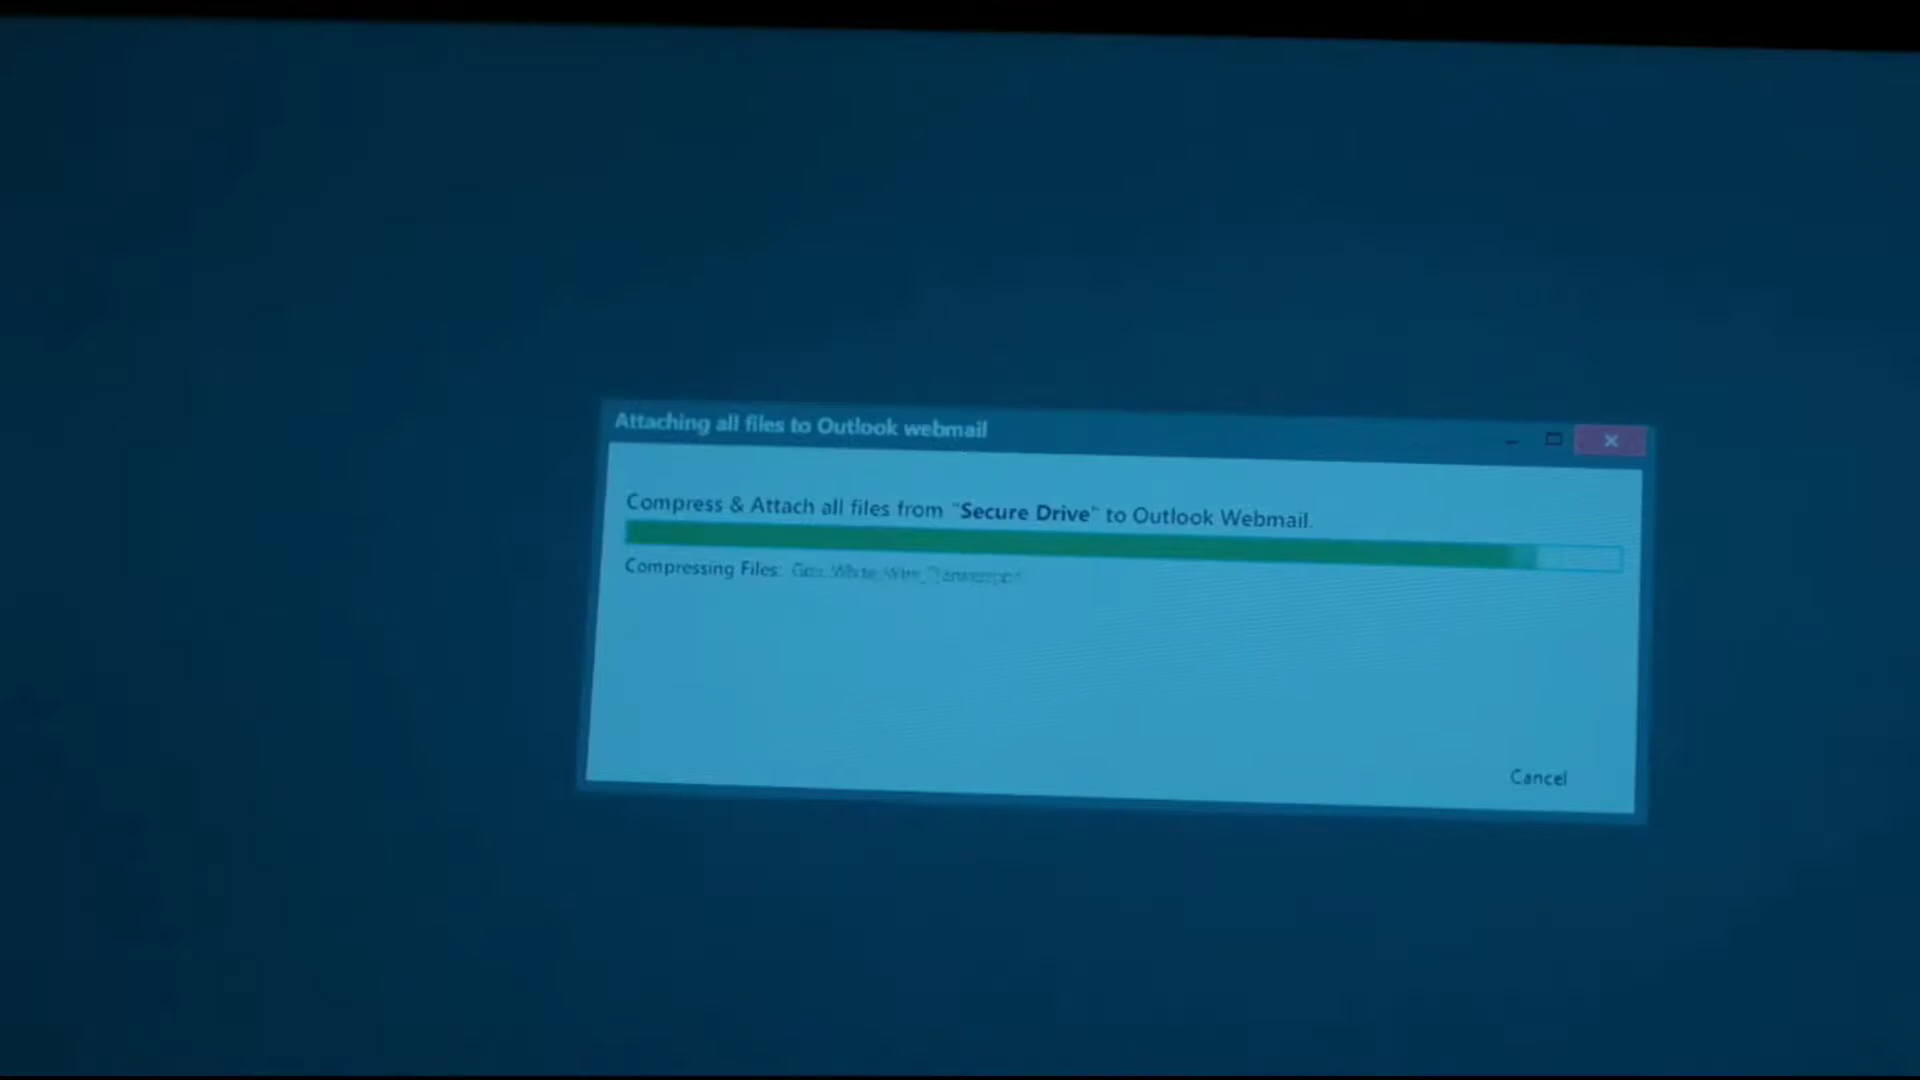 Attaching all files to Outlook webmail
Compress & Attach all files from "Secure Drive" to Outlook Webmail.
Compressing Files:
Cancel